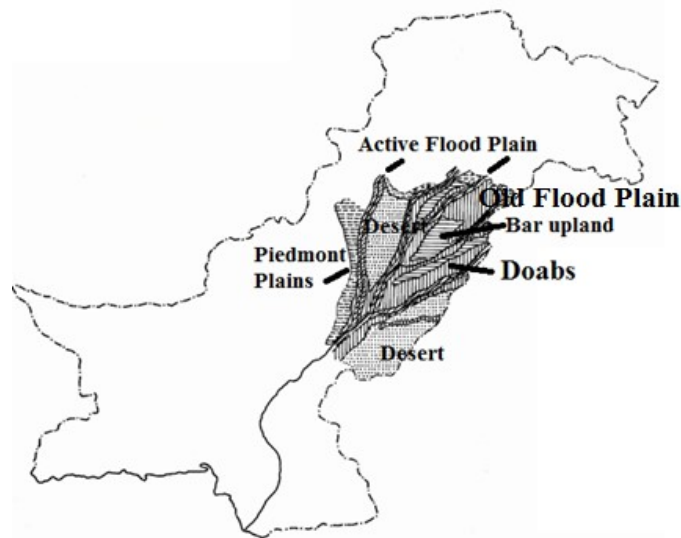 Active Flood Plain
Old Flood Plain
Desert
Bar upland
Piedmont
Plains
Doabs
Desert